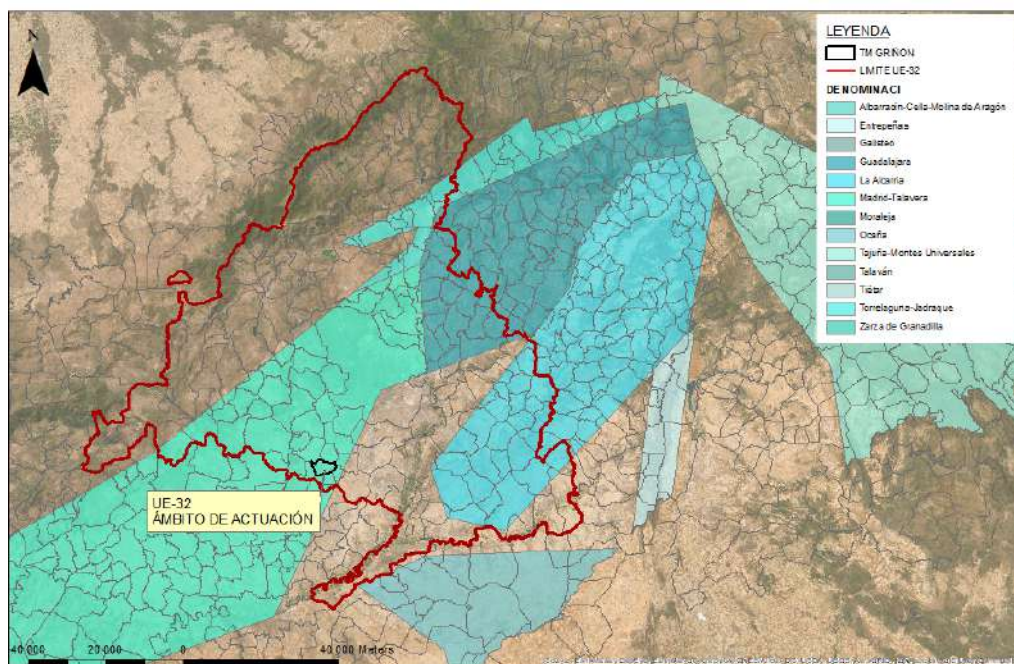 N
LEYENDA
TM GRIÑON
LIMITE UE-32
DENOMINACI
Albarracín-Cella-Molina de Aragón
Entrepeñas
Galisteo
Guadalajara
La Alcarria
Madrid-Talavera
Moraleja
Ocaña
Tajuña-Montes Universales
Talaván
Tiétar
Torrelaguna-Jadraque
Zarza de Granadilla
UE-32
ÁMBITO DE ACTUACIÓN
40.000 20.000 0 40.000 Meters